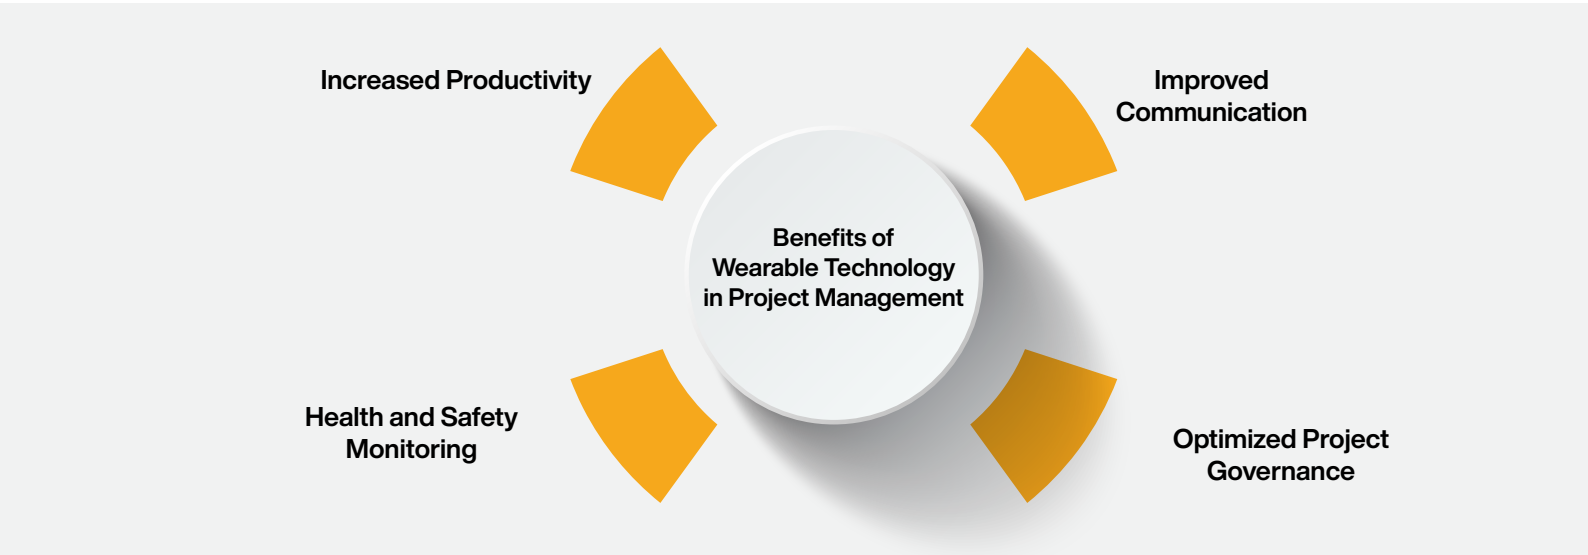 Increased Productivity
Improved
Communication
Benefits of
Wearable Technology
in Project Management
Health and Safety
Monitoring
Optimized Project
Governance